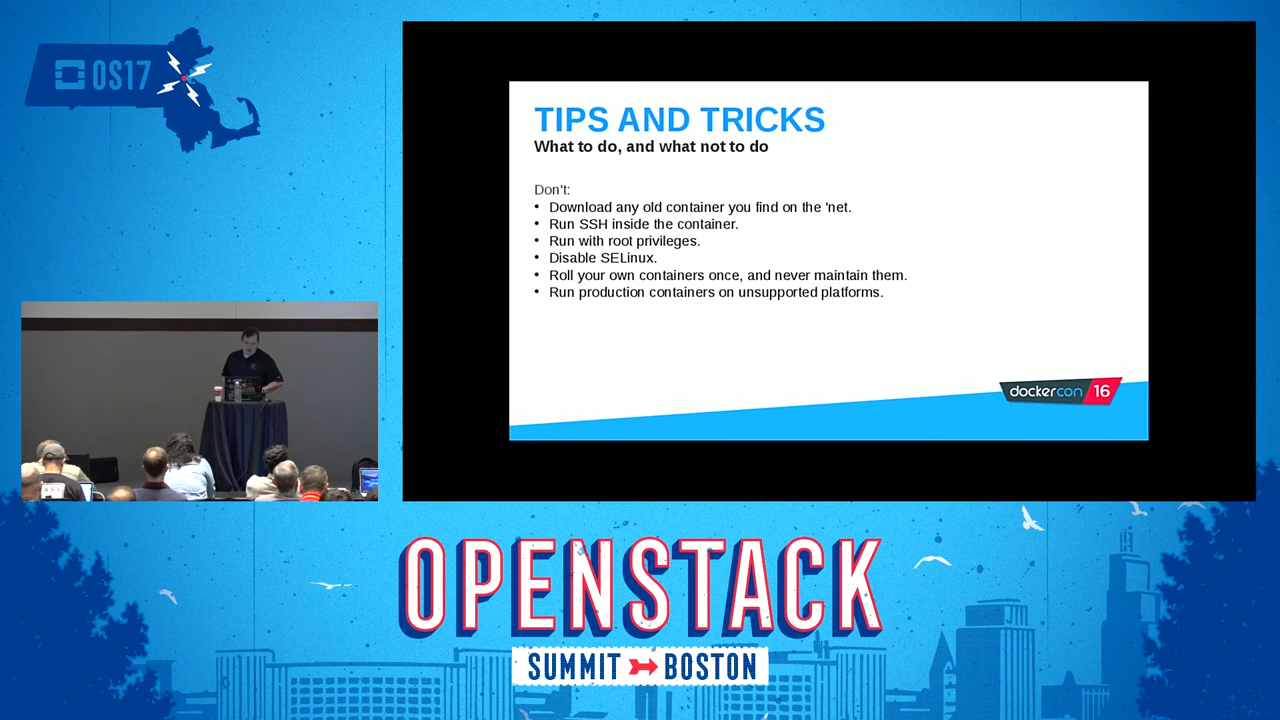 OS17
TIPS AND TRICKS
What to do, and what not to do
Don't:
• Download any old container you find on the 'net.
• Run SSH inside the container.
• Run with root privileges.
• Disable SELinux.
• Roll your own containers once, and never maintain them.
• Run production containers on unsupported platforms.
dockercon 16
OPENSTACK
SUMMIT BOSTON